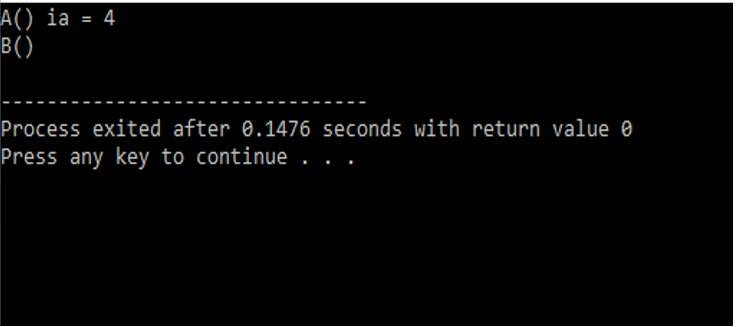 A() ia = 4
B()
--------------------------------
Process exited after 0.1476 seconds with return value 0
Press any key to continue . . .